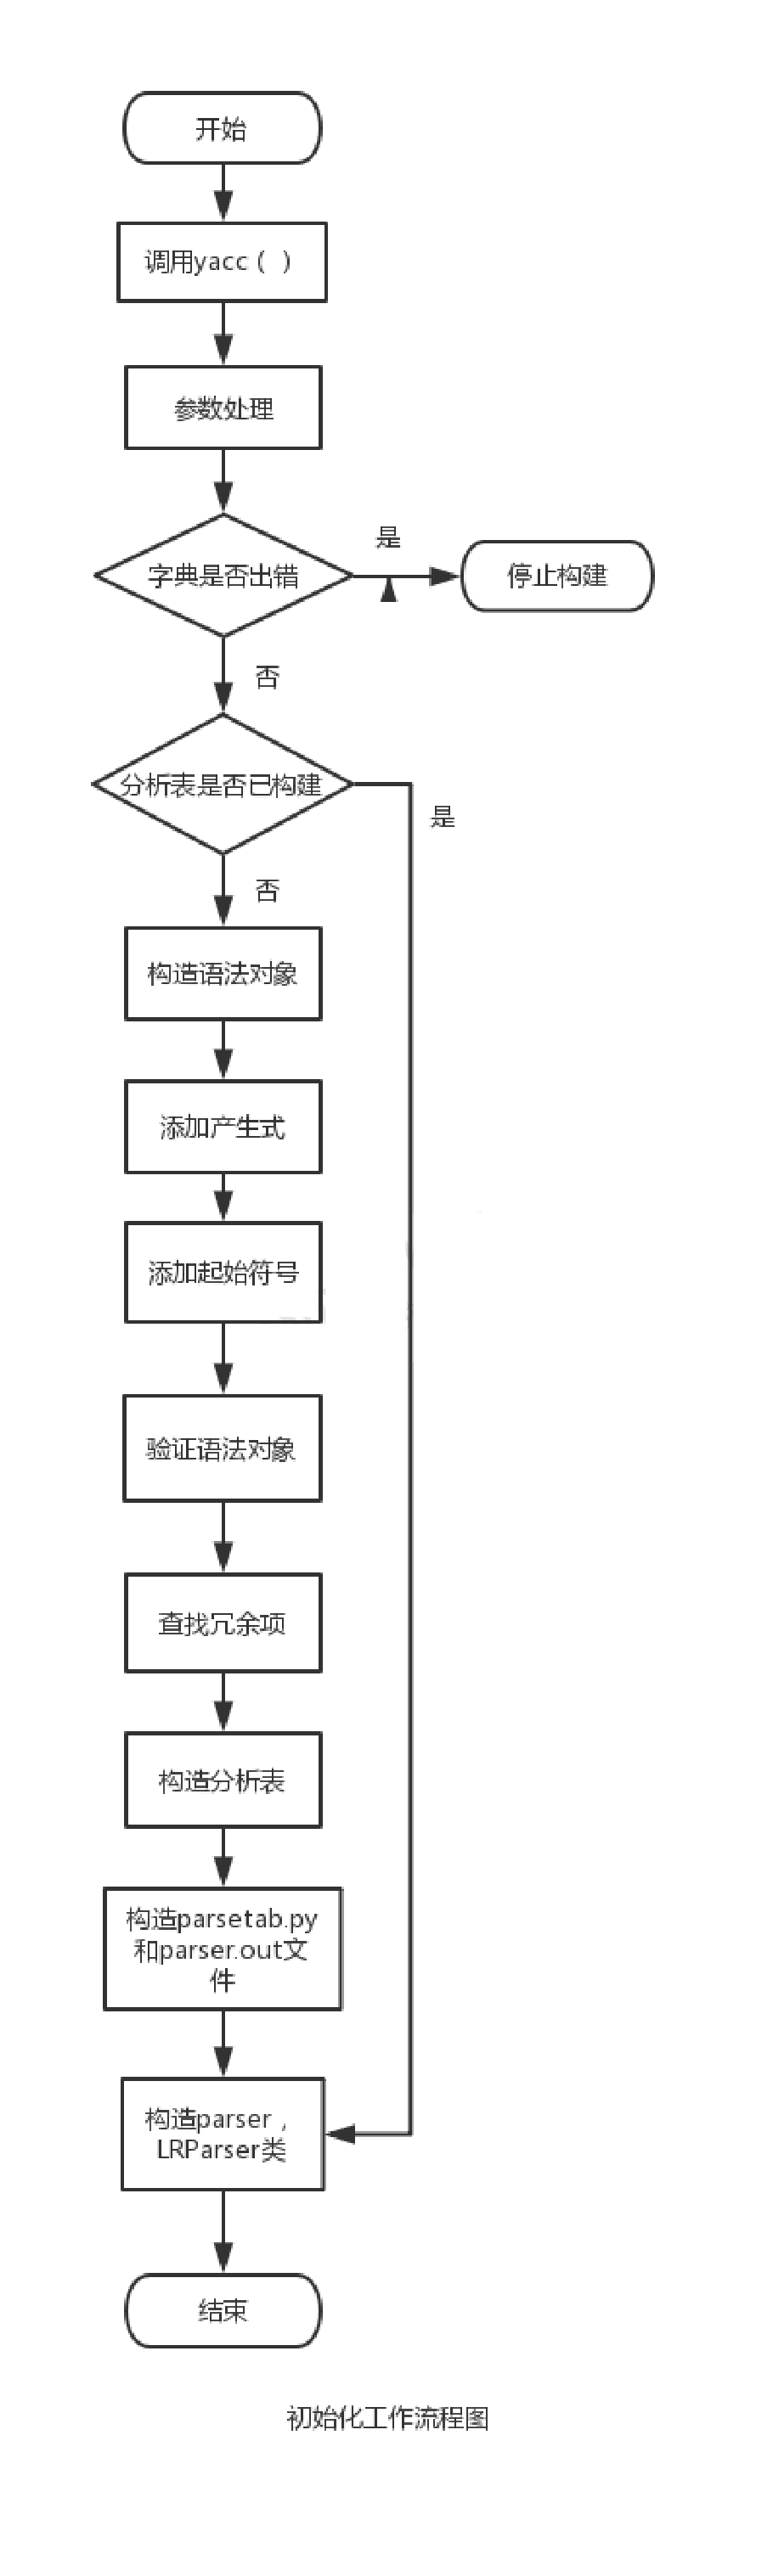 开始
调用yacc（ ）
参数处理
字典是否出错
是
停止构建
否
分析表是否已构建
是
否
构造语法对象
添加产生式
添加起始符号
验证语法对象
查找冗余项
构造分析表
构造parsetab.py
和parser.out文
件
构造parser，
LRParser类
结束
初始化工作流程图